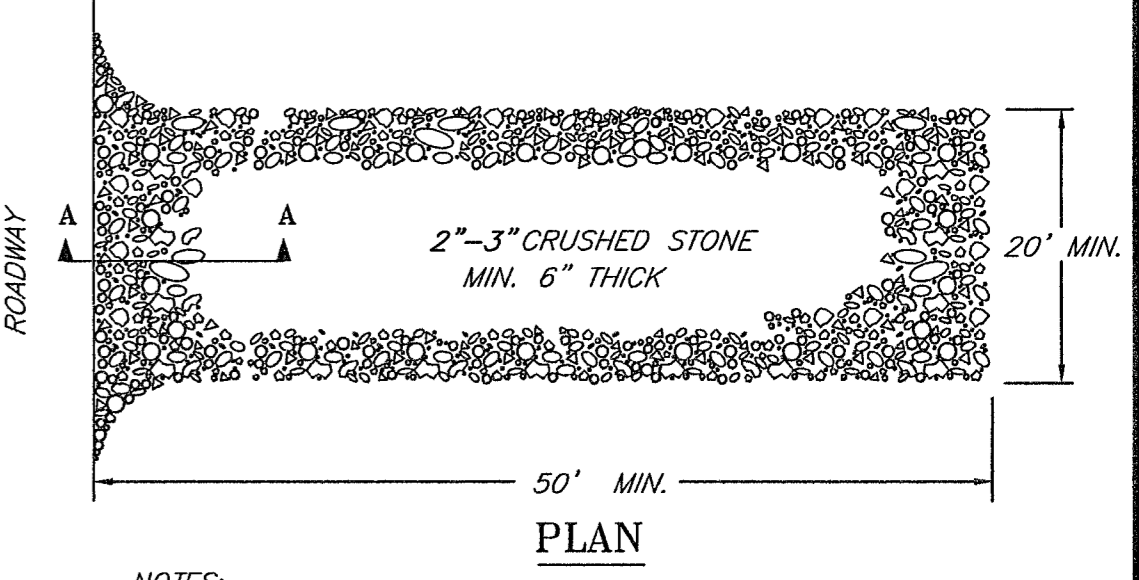 ROADWAY
A A
2"-3" CRUSHED STONE
MIN. 6" THICK
20' MIN.
50' MIN.
PLAN
NOTES: